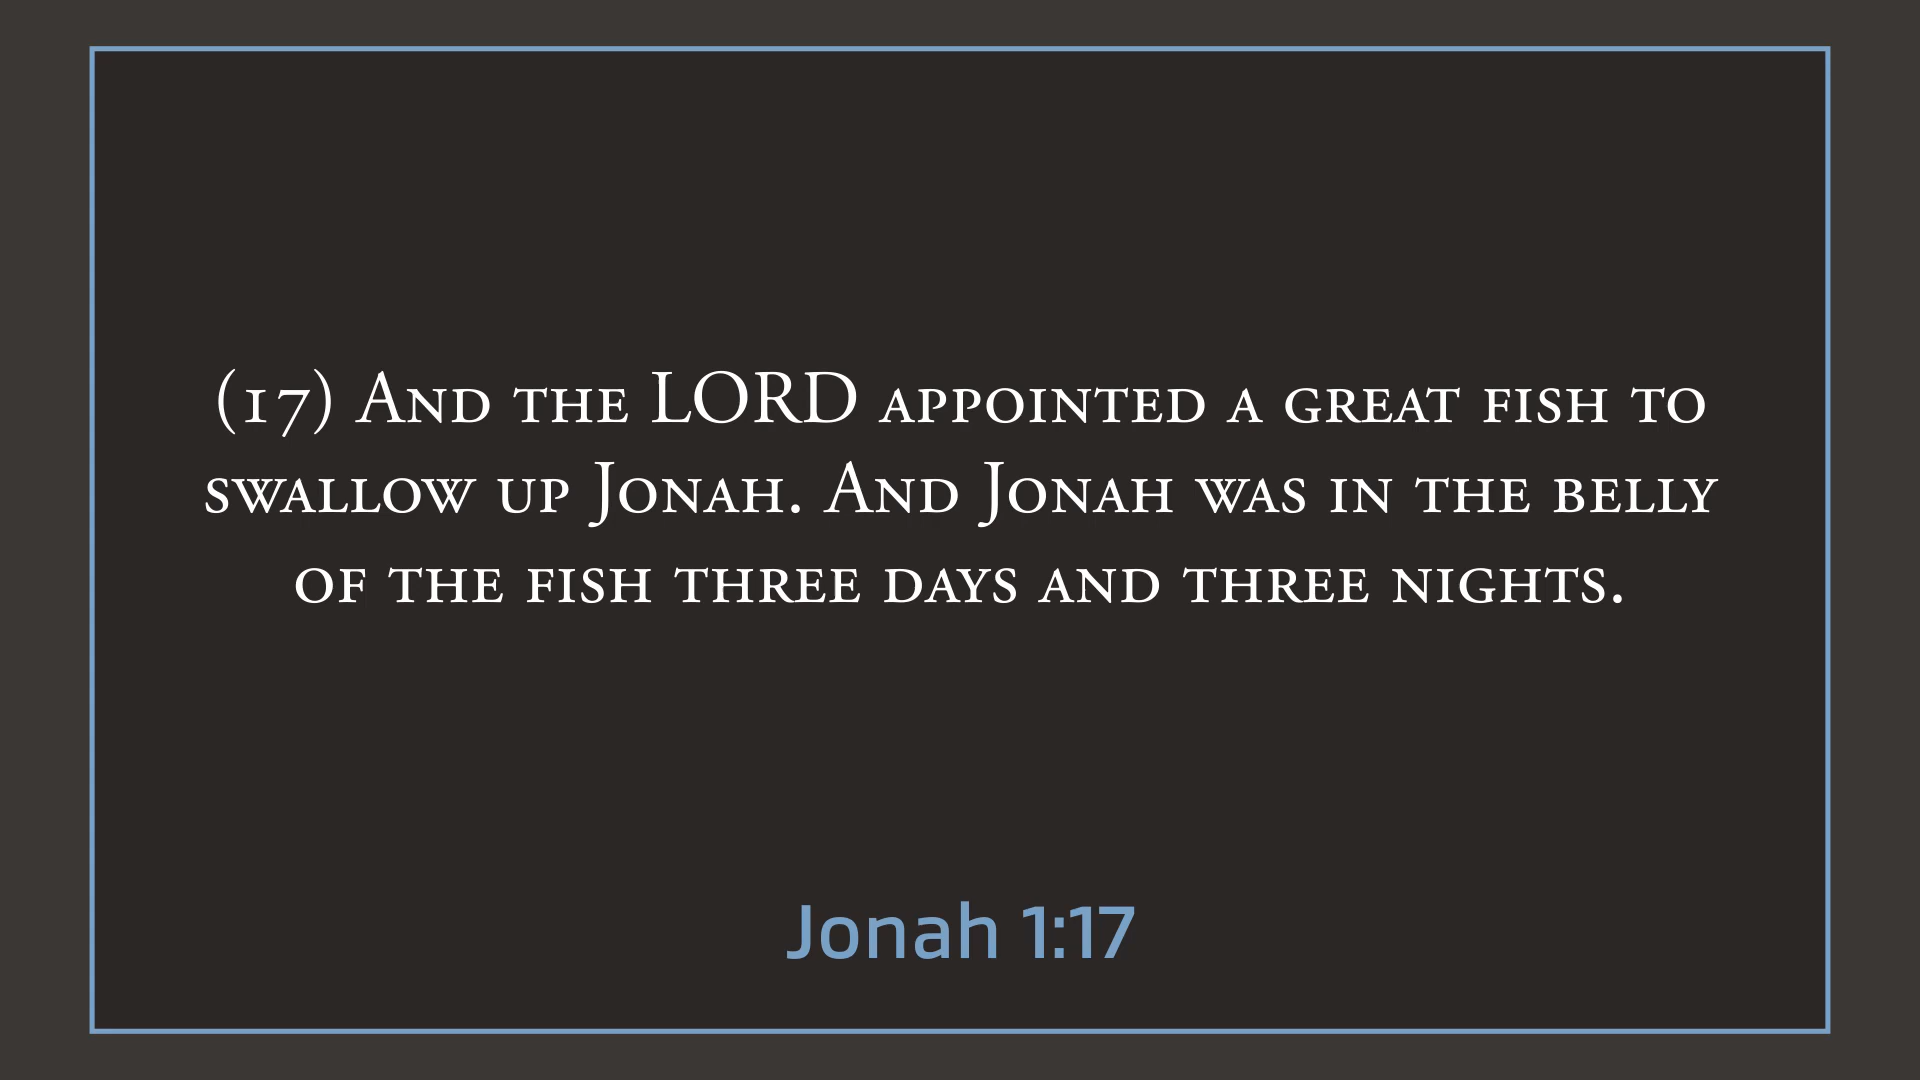 (17) And the LORD appointed a great fish to
swallow up Jonah. And Jonah was in the belly
of the fish three days and three nights.
Jonah 1:17